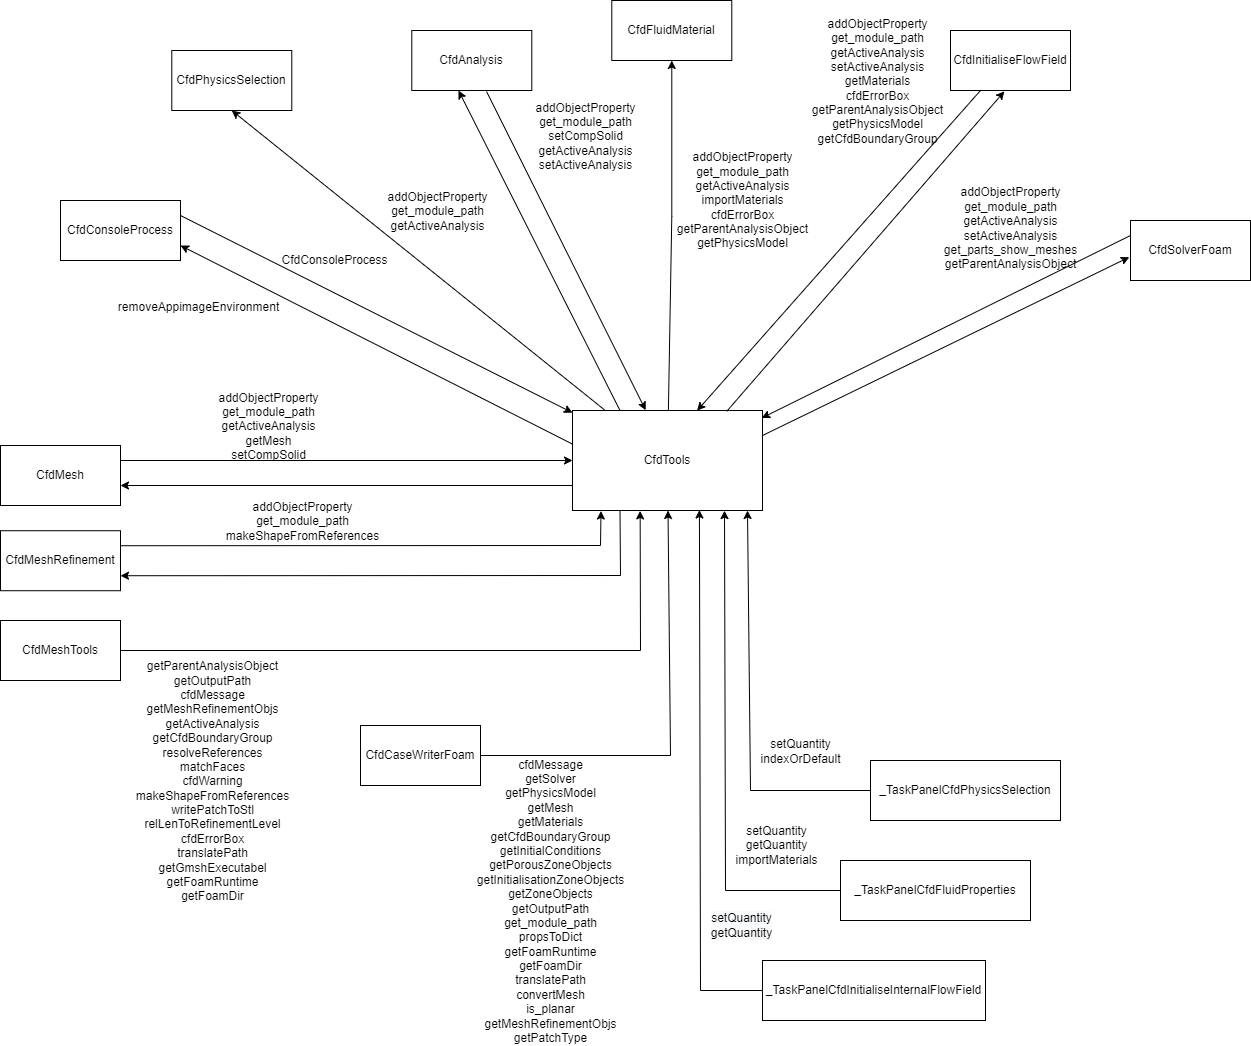 CfdFluidMaterial
CfdAnalysis
CfdPhysicsSelection
CfdInitialiseFlowField
addObjectProperty
get_module_path
getActiveAnalysis
setActiveAnalysis
getMaterials
cfdErrorBox
getParentAnalysisObject
getPhysicsModel
getCfdBoundaryGroup
addObjectProperty
get_module_path
setCompSolid
getActiveAnalysis
setActiveAnalysis
addObjectProperty
get_module_path
getActiveAnalysis
importMaterials
cfdErrorBox
getParentAnalysisObject
getPhysicsModel
addObjectProperty
get_module_path
getActiveAnalysis
addObjectProperty
get_module_path
getActiveAnalysis
setActiveAnalysis
get_parts_show_meshes
getParentAnalysisObject
CfdSolverFoam
CfdConsoleProcess
CfdConsoleProcess
removeAppimageEnvironment
addObjectProperty
get_module_path
getActiveAnalysis
getMesh
setCompSolid
CfdMesh
CfdTools
addObjectProperty
get_module_path
makeShapeFromReferences
CfdMeshRefinement
CfdMeshTools
getParentAnalysisObject
getOutputPath
cfdMessage
getMeshRefinementObjs
getActiveAnalysis
getCfdBoundaryGroup
resolveReferences
matchFaces
cfdWarning
makeShapeFromReferences
writePatchToStl
relLenToRefinementLevel
cfdErrorBox
translatePath
getGmshExecutabel
getFoamRuntime
getFoamDir
CfdCaseWriterFoam
cfdMessage
getSolver
getPhysicsModel
getMesh
getMaterials
getCfdBoundaryGroup
getInitialConditions
getPorousZoneObjects
getInitialisationZoneObjects
getZoneObjects
getOutputPath
get_module_path
propsToDict
getFoamRuntime
getFoamDir
translatePath
convertMesh
is_planar
getMeshRefinementObjs
getPatchType
setQuantity
indexOrDefault
_TaskPanelCfdPhysicsSelection
setQuantity
getQuantity
importMaterials
_TaskPanelCfdFluidProperties
setQuantity
getQuantity
_TaskPanelCfdInitialiseInternalFlowField